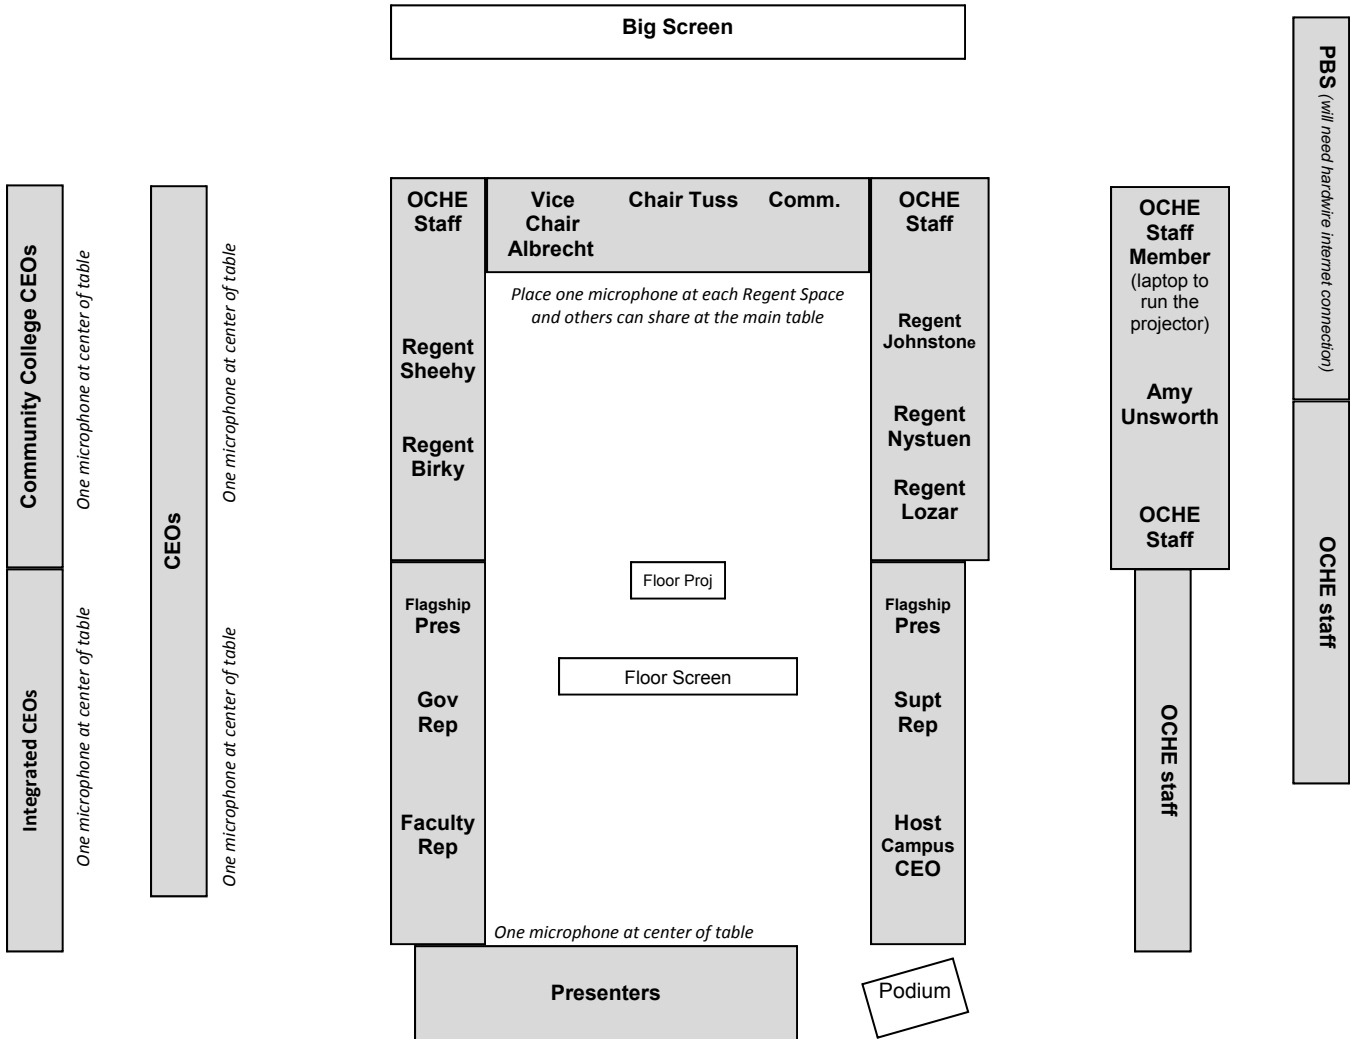 Big Screen
PBS (will need hardwire internet connection)
OCHE staff
Community College CEOs
Integrated CEOs
One microphone at center of table
One microphone at center of table
CEOs
One microphone at center of table
One microphone at center of table
OCHE
Staff
Regent
Sheehy
Regent
Birky
Flagship
Pres
Gov
Rep
Faculty
Rep
Vice
Chair
Albrecht
Chair Tuss
Comm.
Place one microphone at each Regent Space
and others can share at the main table
Floor Proj
Floor Screen
One microphone at center of table
Presenters
OCHE
Staff
Regent
Johnstone
Regent
Nystuen
Regent
Lozar
Flagship
Pres
Supt
Rep
Host
Campus
CEO
Podium
OCHE
Staff
Member
(laptop to
run the
projector)
Amy
Unsworth
OCHE
Staff
OCHE staff